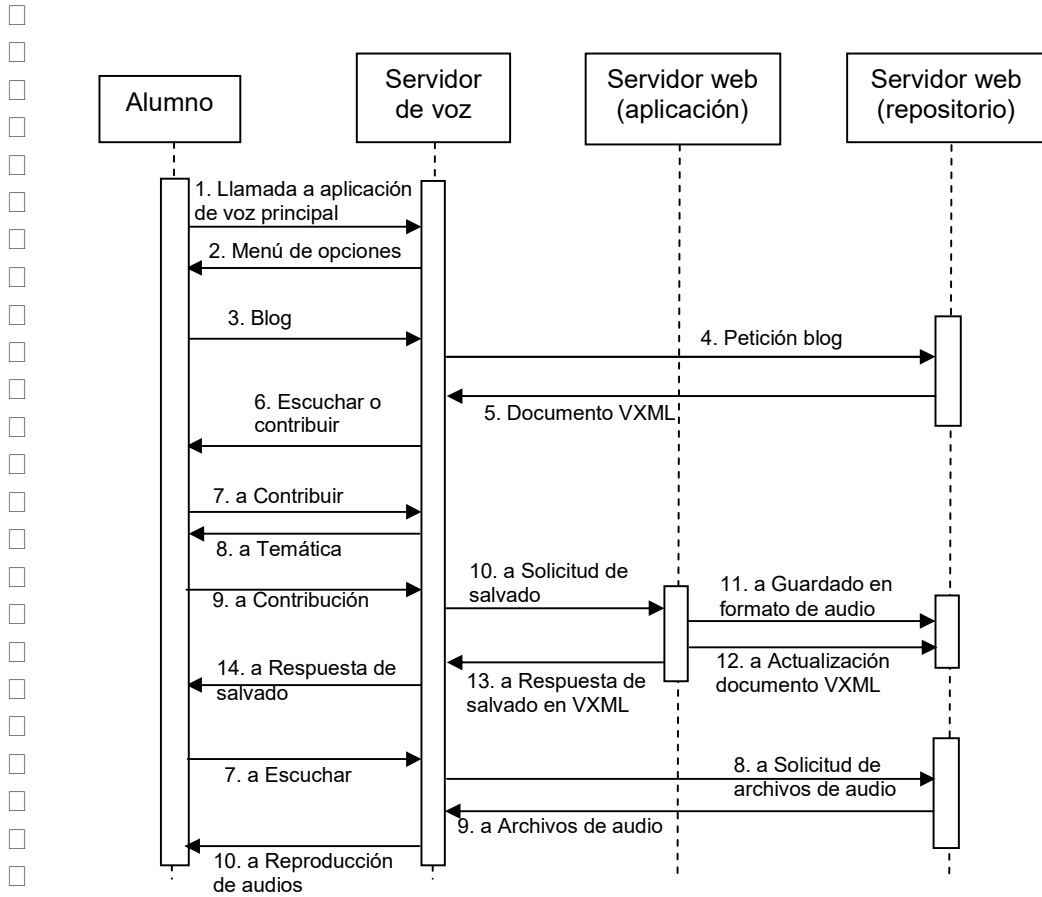 Alumno
Servidor
de voz
Servidor web
(aplicación)
Servidor web
(repositorio)
1. Llamada a aplicación
de voz principal
2. Menú de opciones
3. Blog
4. Petición blog
5. Documento VXML
6. Escuchar o
contribuir
7. a Contribuir
8. a Temática
9. a Contribución
10. a Solicitud de
salvado
11. a Guardado en
formato de audio
12. a Actualización
documento VXML
13. a Respuesta de
salvado en VXML
14. a Respuesta de
salvado
7. a Escuchar
8. a Solicitud de
archivos de audio
9. a Archivos de audio
10. a Reproducción
de audios